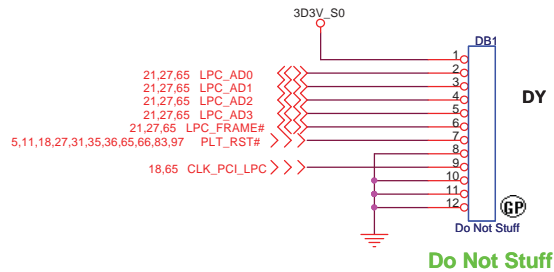 3D3V_S0
DB1
1
21,27,65 LPC_AD0 2
21,27,65 LPC_AD1 3
21,27,65 LPC_AD2 4
DY
21,27,65 LPC_AD3 5
21,27,65 LPC_FRAME# 6
5,11,18,27,31,35,36,65,66,83,97 PLT_RST# 7
8
18,65 CLK_PCI_LPC 9
10
11
12
GP
Do Not Stuff
Do Not Stuff